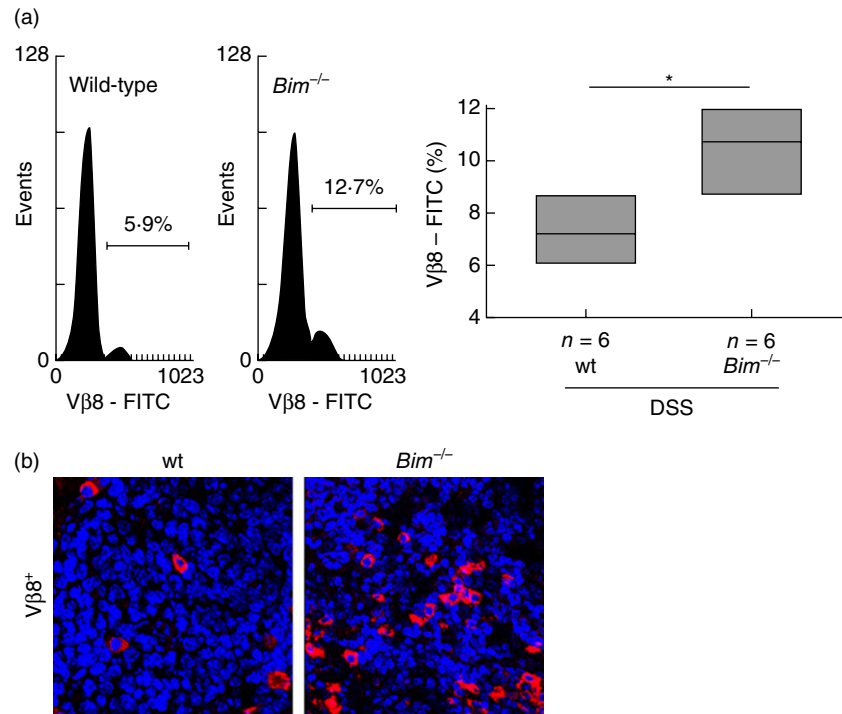 (a)
128
Wild-type
Events
5·9%
0
0 1023
Vβ8 - FITC
128
Bim–/–
Events
12·7%
0
0 1023
Vβ8 - FITC
*
12
10
8
6
4
Vβ8 – FITC (%)
n = 6
wt
n = 6
Bim–/–
DSS
(b)
wt
Bim–/–
Vβ8+